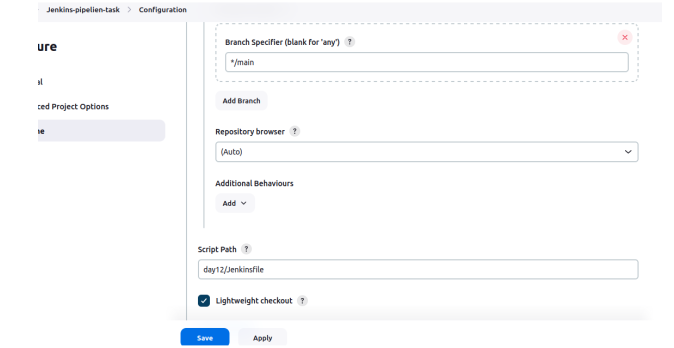 Jenkins-pipelien-task > Configuration
ure
al
ced Project Options
ne
Branch Specifier (blank for 'any') ?
*/main
Add Branch
Repository browser ?
(Auto)
Additional Behaviours
Add
Script Path ?
day12/Jenkinsfile
Lightweight checkout ?
Save Apply